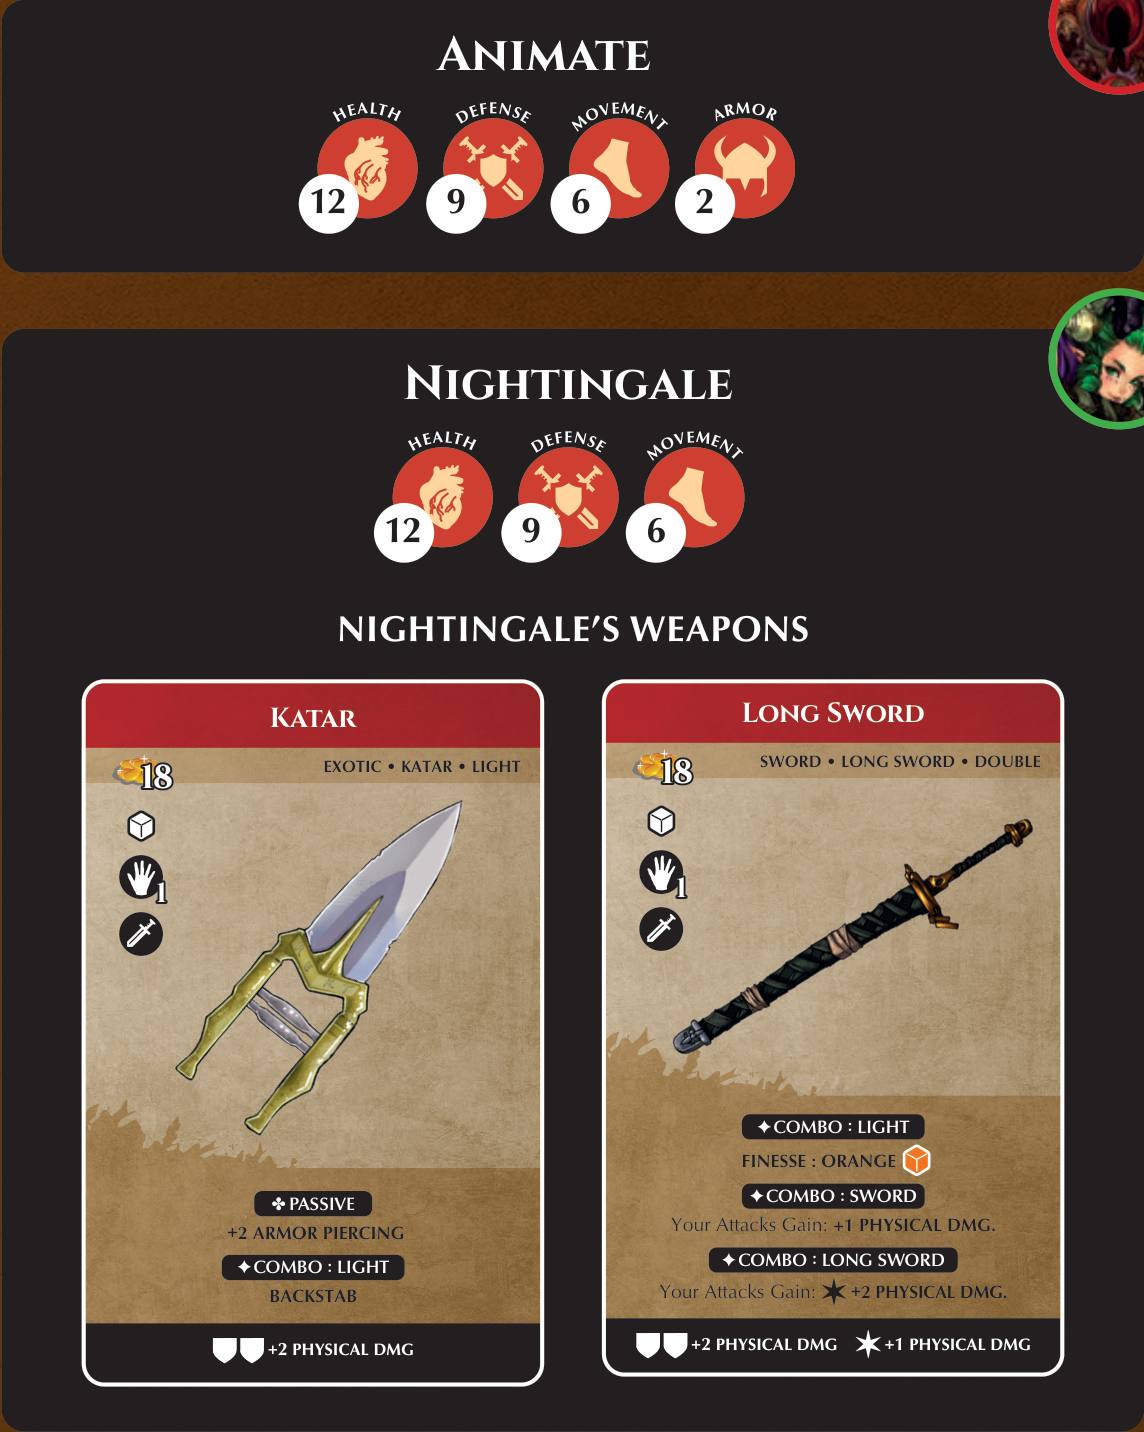 ANIMATE
HEALTH DEFENSE MOVEMENT ARMOR
12 9 6 2
NIGHTINGALE
HEALTH DEFENSE MOVEMENT
12 9 6
NIGHTINGALE'S WEAPONS
KATAR
18 EXOTIC • KATAR • LIGHT
1
PASSIVE
+2 ARMOR PIERCING
COMBO : LIGHT
BACKSTAB
+2 PHYSICAL DMG
LONG SWORD
18 SWORD • LONG SWORD • DOUBLE
1
COMBO : LIGHT
FINESSE : ORANGE
COMBO : SWORD
Your Attacks Gain: +1 PHYSICAL DMG.
COMBO : LONG SWORD
Your Attacks Gain: +2 PHYSICAL DMG.
+2 PHYSICAL DMG +1 PHYSICAL DMG